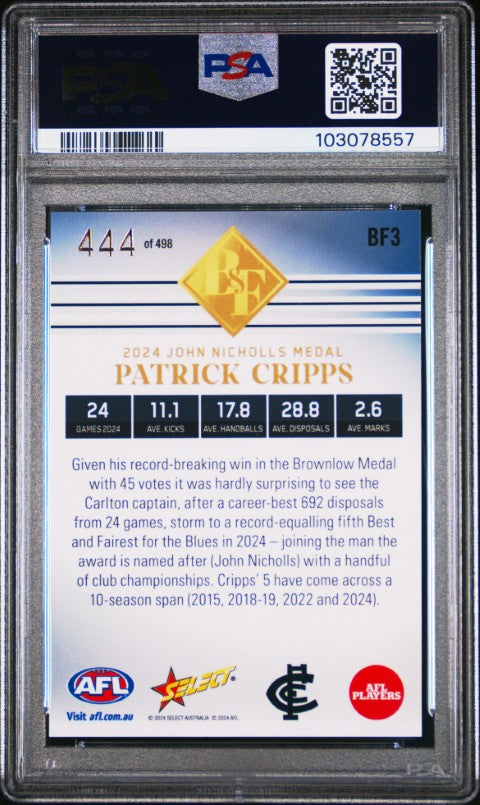 PSA
PSA
103078557
444 of 498
BF3
B&F
2024 JOHN NICHOLLS MEDAL
PATRICK CRIPPS
24 11.1 17.8 28.8 2.6
GAMES 2024 AVE. KICKS AVE. HANDBALLS AVE. DISPOSALS AVE. MARKS
Given his record-breaking win in the Brownlow Medal
with 45 votes it was hardly surprising to see the
Carlton captain, after a career-best 692 disposals
from 24 games, storm to a record-equalling fifth Best
and Fairest for the Blues in 2024 – joining the man the
award is named after (John Nicholls) with a handful
of club championships. Cripps' 5 have come across a
10-season span (2015, 2018-19, 2022 and 2024).
AFL
SELECT
CFC
AFL
PLAYERS
Visit afl.com.au
© 2024 SELECT AUSTRALIA © 2024 AFL
PSA